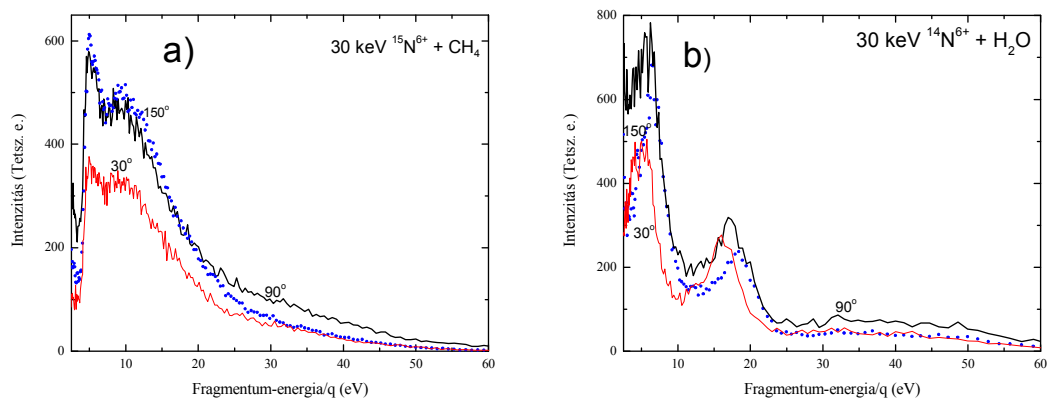 a)
30 keV ¹⁵N⁶⁺ + CH₄
600
400
200
0
Intenzitás (Tetsz. e.)
150°
30°
90°
0 10 20 30 40 50 60
Fragmentum-energia/q (eV)
b)
30 keV ¹⁴N⁶⁺ + H₂O
800
600
400
200
0
Intenzitás (Tetsz. e.)
150°
30°
90°
10 20 30 40 50 60
Fragmentum-energia/q (eV)